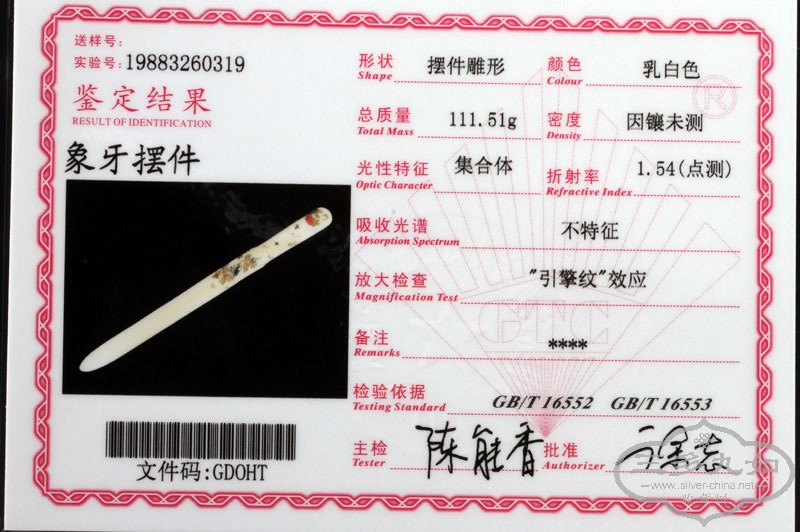 送样号:
实验号: 19883260319
鉴定结果
RESULT OF IDENTIFICATION
象牙摆件
文件码:GDOHT
形状 摆件雕形 颜色 乳白色
Shape Colour
总质量 111.51g 密度 因镶未测
Total Mass Density
光性特征 集合体 折射率 1.54(点测)
Optic Character Refractive Index
吸收光谱 不特征
Absorption Spectrum
放大检查 "引擎纹"效应
Magnification Test
备注 ****
Remarks
检验依据 GB/T 16552 GB/T 16553
Testing Standard
主检 陈能香 批准
Tester Authorizer
GTC
®
www.silver-china.net